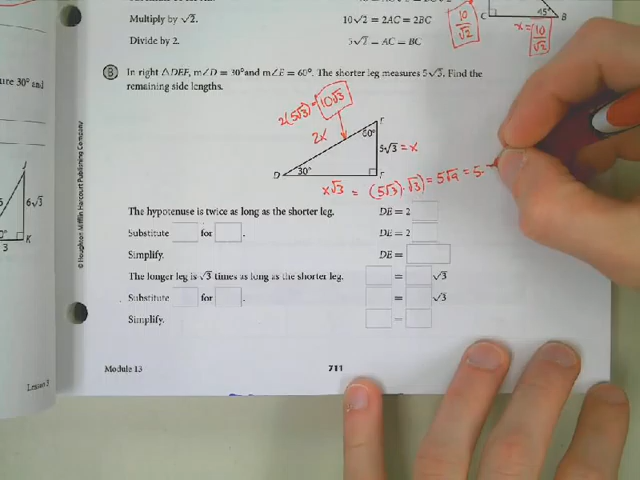 Multiply by √2.
10√2 = 2AC = 2BC
Divide by 2.
5√2 = AC = BC
10/√2
C
45°
B
x = 10/√2
B In right △DEF, m∠D = 30° and m∠E = 60°. The shorter leg measures 5√3. Find the
remaining side lengths.
2(5√3) = 10√3
2x
60°
5√3 = x
D
30°
F
x√3 = (5√3)·√3) = 5√9 = 5·
The hypotenuse is twice as long as the shorter leg.
DE = 2
Substitute for .
DE = 2
Simplify.
DE =
The longer leg is √3 times as long as the shorter leg.
= √3
Substitute for .
= √3
Simplify.
=
Module 13
711
Lesson 3
© Houghton Mifflin Harcourt Publishing Company
ure 30° and
J
6√3
K
3